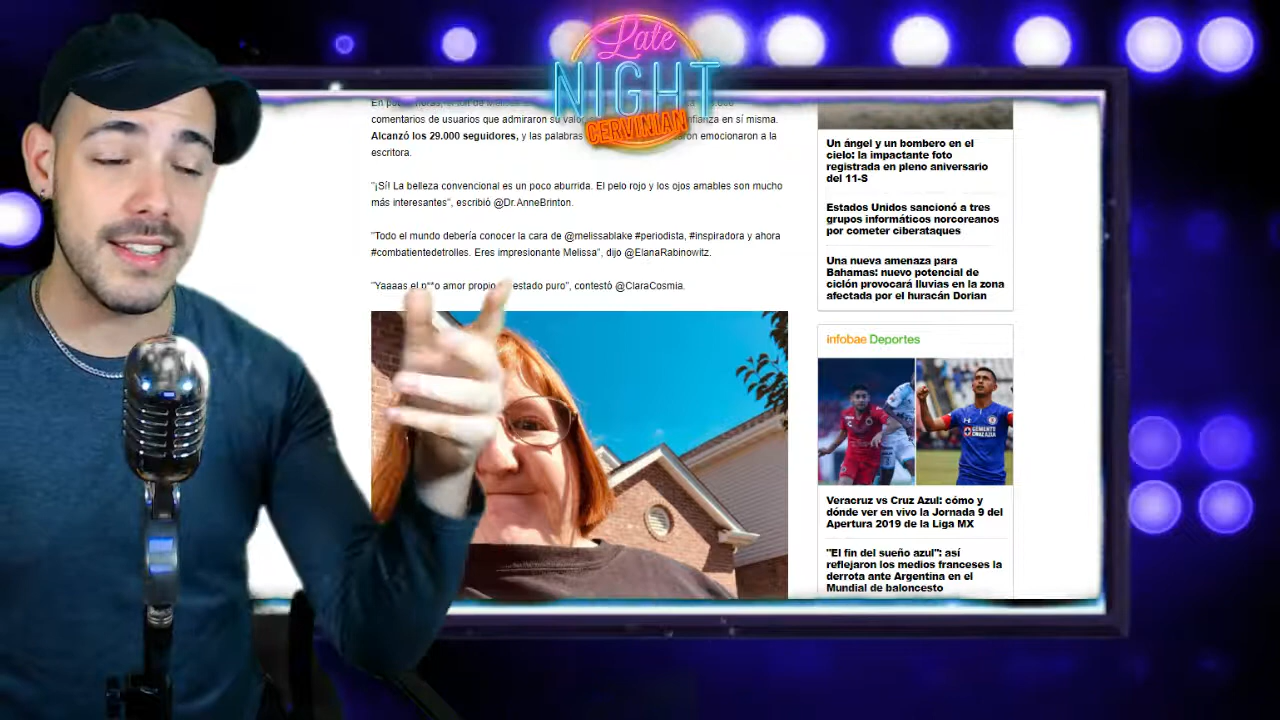 Late
NIGHT
CERVINIAN
comentarios de usuarios que admiraron su en sí misma.
Alcanzó los 29.000 seguidores, y las palabras emocionaron a la
escritora.
"¡Sí! La belleza convencional es un poco aburrida. El pelo rojo y los ojos amables son mucho
más interesantes", escribió @Dr.AnneBrinton.
"Todo el mundo debería conocer la cara de @melissablake #periodista, #inspiradora y ahora
#combatientedetrolles. Eres impresionante Melissa", dijo @ElanaRabinowitz.
"Yaaaas el p**o amor propio estado puro", contestó @ClaraCosmia.
Un ángel y un bombero en el
cielo: la impactante foto
registrada en pleno aniversario
del 11-S
Estados Unidos sancionó a tres
grupos informáticos norcoreanos
por cometer ciberataques
Una nueva amenaza para
Bahamas: nuevo potencial de
ciclón provocará lluvias en la zona
afectada por el huracán Dorian
infobae Deportes
CEMENTO
CRUZ AZUL
Veracruz vs Cruz Azul: cómo y
dónde ver en vivo la Jornada 9 del
Apertura 2019 de la Liga MX
"El fin del sueño azul": así
reflejaron los medios franceses la
derrota ante Argentina en el
Mundial de baloncesto